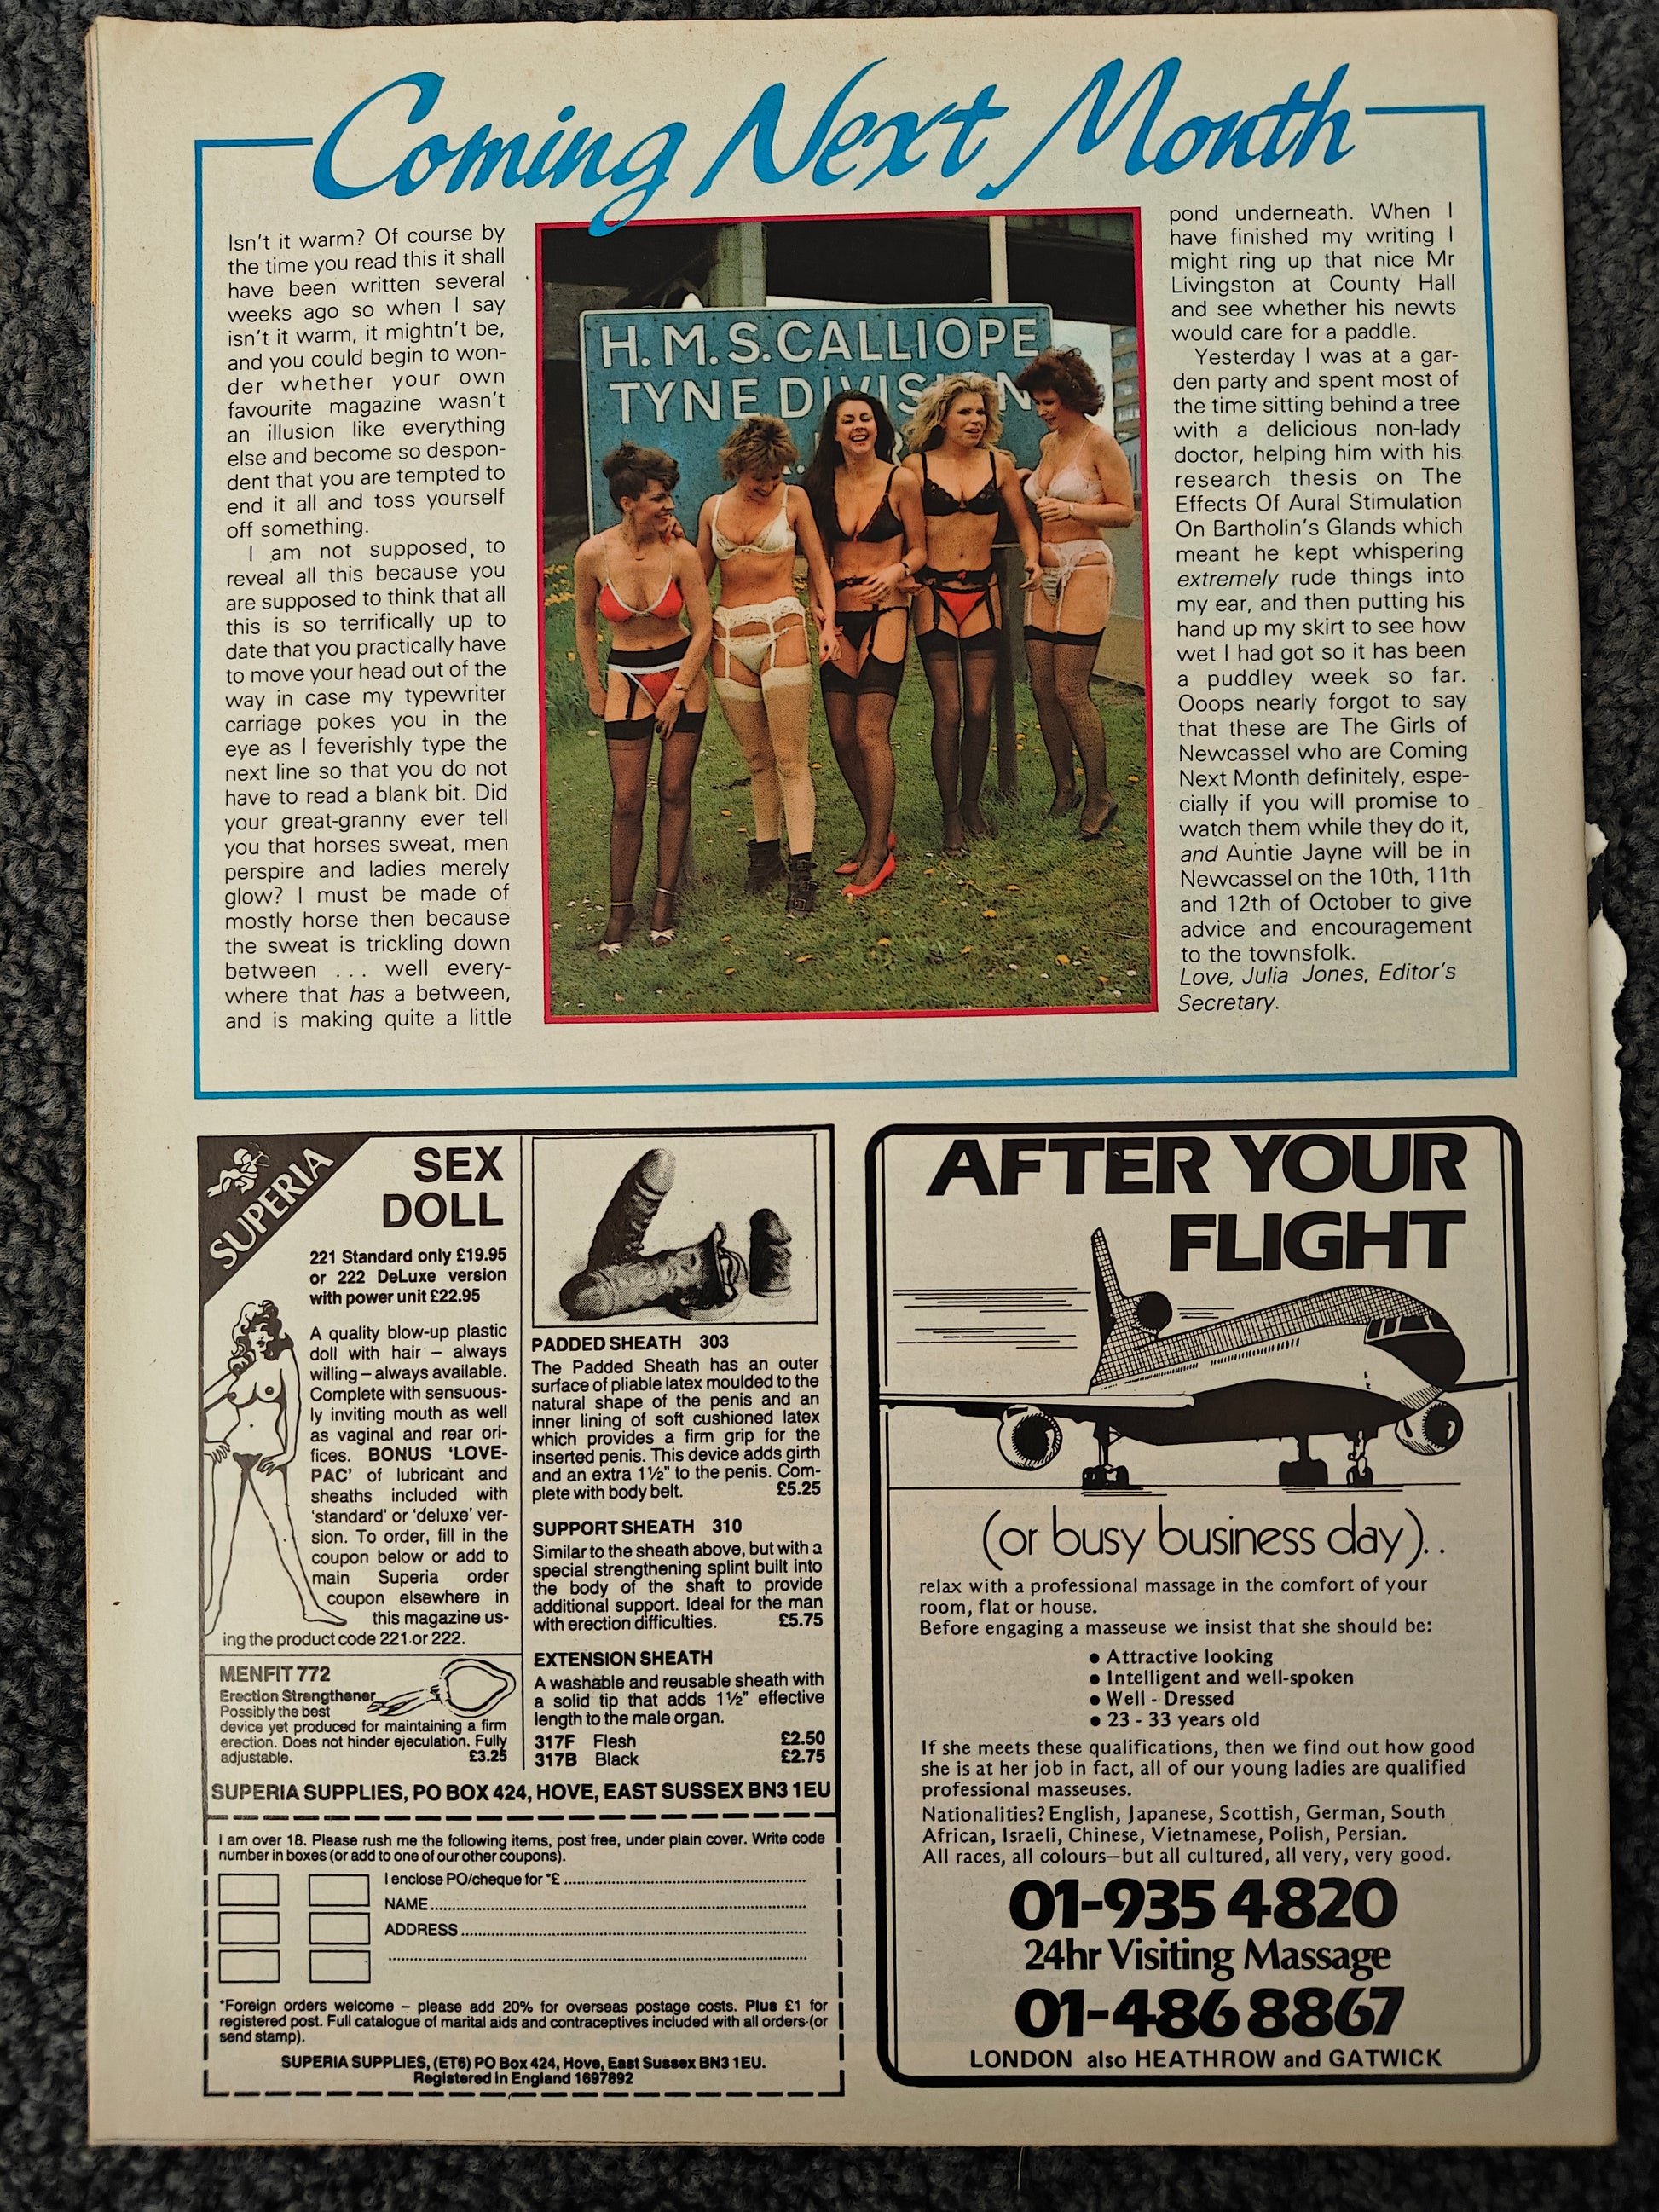 Coming Next Month
Isn't it warm? Of course by
the time you read this it shall
have been written several
weeks ago so when I say
isn't it warm, it mightn't be,
and you could begin to won-
der whether your own
favourite magazine wasn't
an illusion like everything
else and become so despon-
dent that you are tempted to
end it all and toss yourself
off something.
I am not supposed, to
reveal all this because you
are supposed to think that all
this is so terrifically up to
date that you practically have
to move your head out of the
way in case my typewriter
carriage pokes you in the
eye as I feverishly type the
next line so that you do not
have to read a blank bit. Did
your great-granny ever tell
you that horses sweat, men
perspire and ladies merely
glow? I must be made of
mostly horse then because
the sweat is trickling down
between ... well every-
where that has a between,
and is making quite a little
H.M.S. CALLIOPE
TYNE DIVISION
pond underneath. When I
have finished my writing I
might ring up that nice Mr
Livingston at County Hall
and see whether his newts
would care for a paddle.
Yesterday I was at a gar-
den party and spent most of
the time sitting behind a tree
with a delicious non-lady
doctor, helping him with his
research thesis on The
Effects Of Aural Stimulation
On Bartholin's Glands which
meant he kept whispering
extremely rude things into
my ear, and then putting his
hand up my skirt to see how
wet I had got so it has been
a puddley week so far.
Ooops nearly forgot to say
that these are The Girls of
Newcassel who are Coming
Next Month definitely, espe-
cially if you will promise to
watch them while they do it,
and Auntie Jayne will be in
Newcassel on the 10th, 11th
and 12th of October to give
advice and encouragement
to the townsfolk.
Love, Julia Jones, Editor's
Secretary.
SUPERIA
SEX
DOLL
221 Standard only £19.95
or 222 DeLuxe version
with power unit £22.95
A quality blow-up plastic
doll with hair – always
willing – always available.
Complete with sensuous-
ly inviting mouth as well
as vaginal and rear ori-
fices. BONUS 'LOVE-
PAC' of lubricant and
sheaths included with
'standard' or 'deluxe' ver-
sion. To order, fill in the
coupon below or add to
main Superia order
coupon elsewhere in
this magazine us-
ing the product code 221 or 222.
MENFIT 772
Erection Strengthener
Possibly the best
device yet produced for maintaining a firm
erection. Does not hinder ejeculation. Fully
adjustable. £3.25
PADDED SHEATH 303
The Padded Sheath has an outer
surface of pliable latex moulded to the
natural shape of the penis and an
inner lining of soft cushioned latex
which provides a firm grip for the
inserted penis. This device adds girth
and an extra 1½" to the penis. Com-
plete with body belt. £5.25
SUPPORT SHEATH 310
Similar to the sheath above, but with a
special strengthening splint built into
the body of the shaft to provide
additional support. Ideal for the man
with erection difficulties. £5.75
EXTENSION SHEATH
A washable and reusable sheath with
a solid tip that adds 1½" effective
length to the male organ.
317F Flesh £2.50
317B Black £2.75
SUPERIA SUPPLIES, PO BOX 424, HOVE, EAST SUSSEX BN3 1EU
I am over 18. Please rush me the following items, post free, under plain cover. Write code
number in boxes (or add to one of our other coupons).
I enclose PO/cheque for *£
NAME
ADDRESS
*Foreign orders welcome – please add 20% for overseas postage costs. Plus £1 for
registered post. Full catalogue of marital aids and contraceptives included with all orders (or
send stamp).
SUPERIA SUPPLIES, (ET6) PO Box 424, Hove, East Sussex BN3 1EU.
Registered in England 1697892
AFTER YOUR
FLIGHT
(or busy business day)..
relax with a professional massage in the comfort of your
room, flat or house.
Before engaging a masseuse we insist that she should be:
● Attractive looking
● Intelligent and well-spoken
● Well - Dressed
● 23 - 33 years old
If she meets these qualifications, then we find out how good
she is at her job in fact, all of our young ladies are qualified
professional masseuses.
Nationalities? English, Japanese, Scottish, German, South
African, Israeli, Chinese, Vietnamese, Polish, Persian.
All races, all colours—but all cultured, all very, very good.
01-935 4820
24hr Visiting Massage
01-486 8867
LONDON also HEATHROW and GATWICK